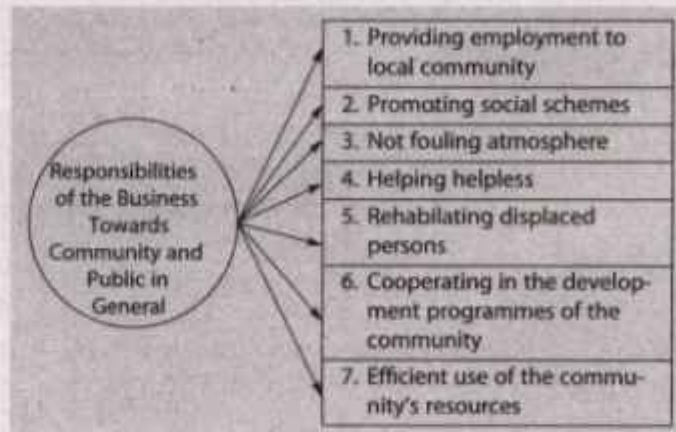 Responsibilities
of the Business
Towards
Community and
Public in
General
1. Providing employment to
local community
2. Promoting social schemes
3. Not fouling atmosphere
4. Helping helpless
5. Rehabilating displaced
persons
6. Cooperating in the develop-
ment programmes of the
community
7. Efficient use of the commu-
nity's resources